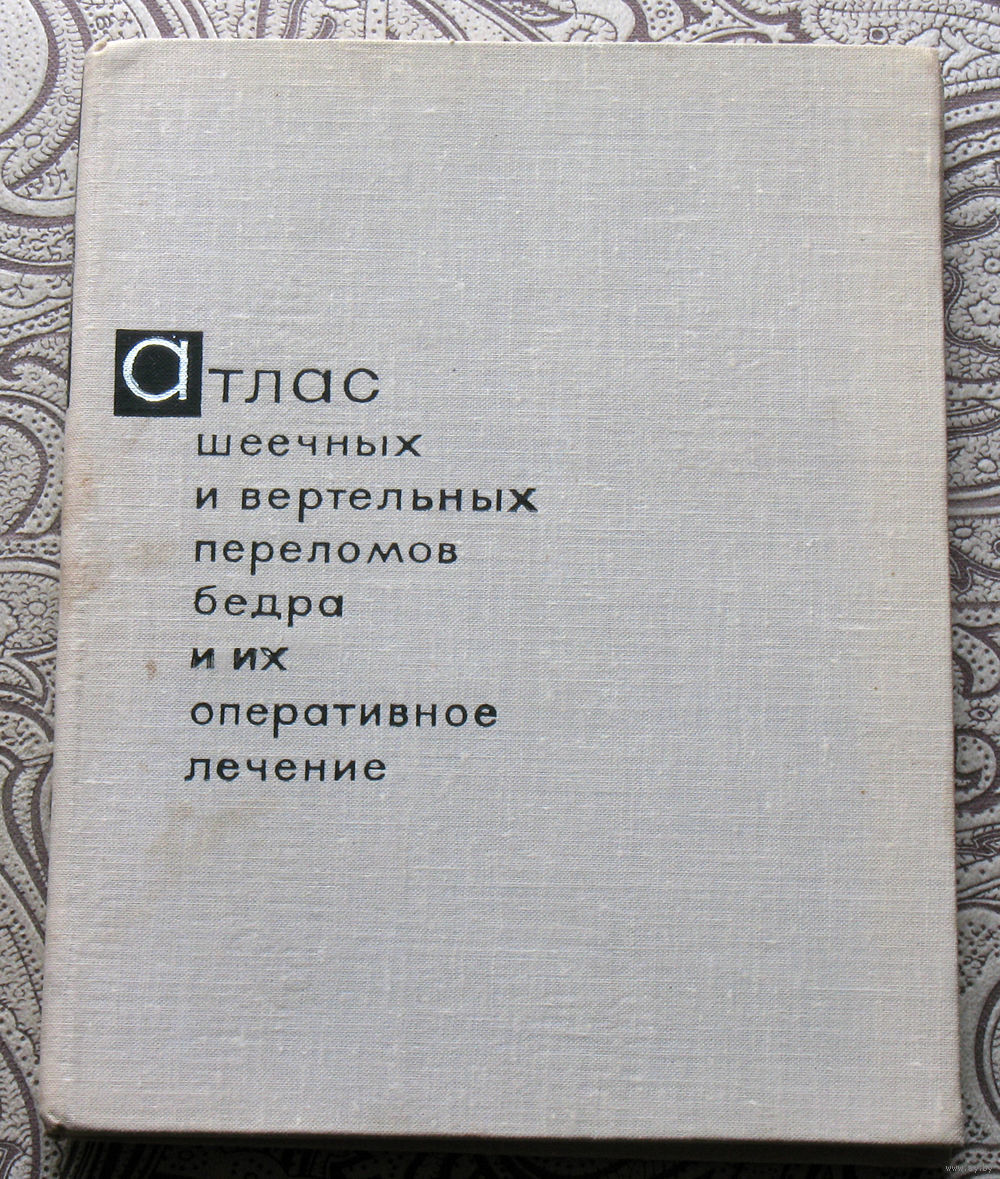 атлас
шеечных
и вертельных
переломов
бедра
и их
оперативное
лечение